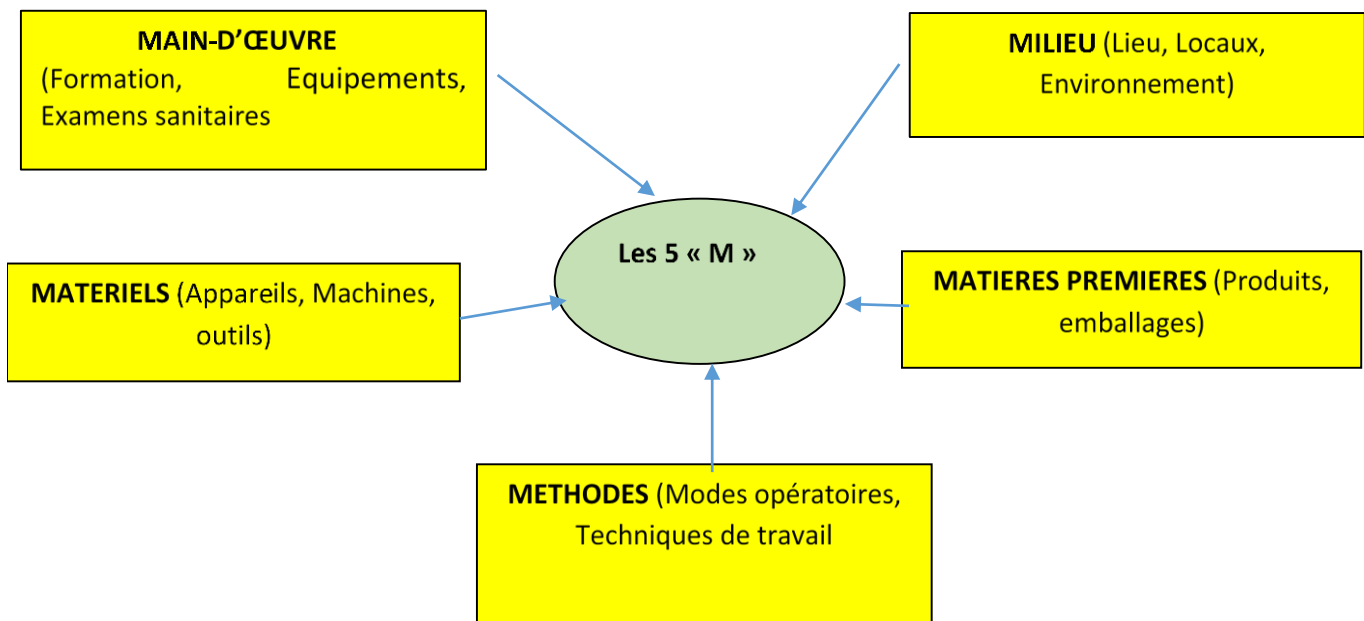 MAIN-D’ŒUVRE
(Formation, Equipements,
Examens sanitaires
MILIEU (Lieu, Locaux,
Environnement)
Les 5 « M »
MATERIELS (Appareils, Machines,
outils)
MATIERES PREMIERES (Produits,
emballages)
METHODES (Modes opératoires,
Techniques de travail